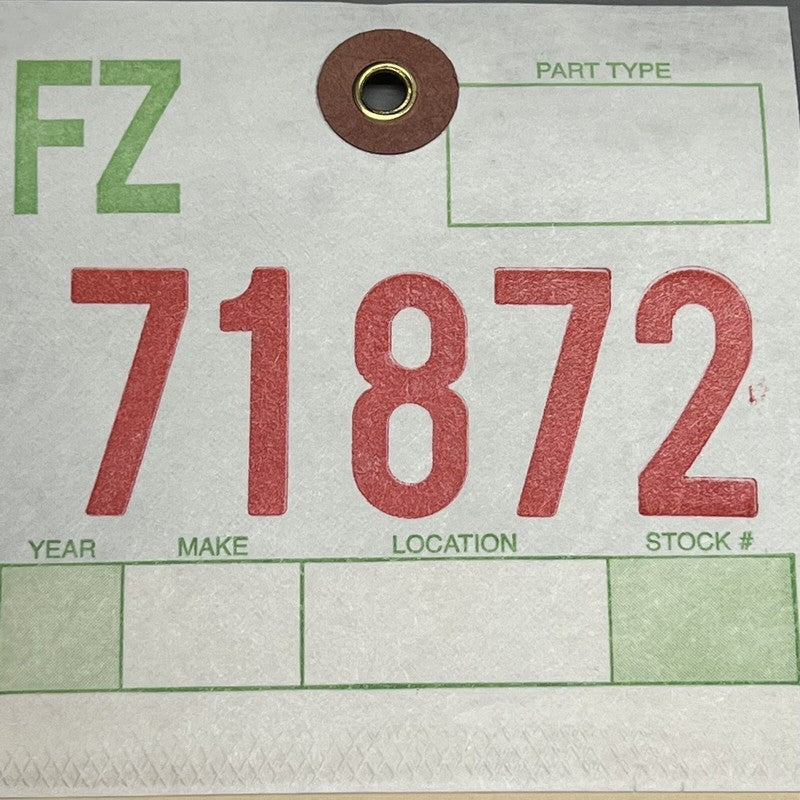 FZ
PART TYPE
71872
YEAR MAKE LOCATION STOCK #